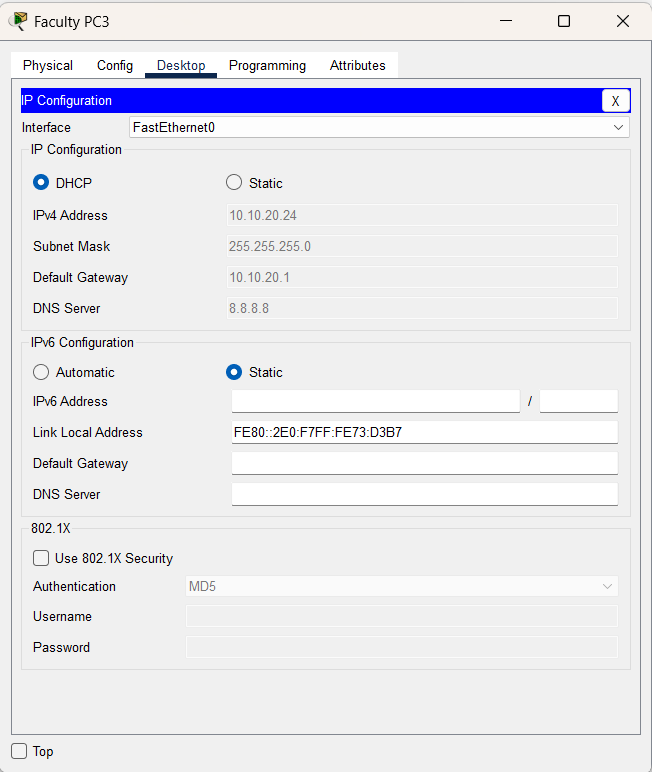 Faculty PC3
Physical Config Desktop Programming Attributes
IP Configuration X
Interface FastEthernet0
IP Configuration
DHCP Static
IPv4 Address 10.10.20.24
Subnet Mask 255.255.255.0
Default Gateway 10.10.20.1
DNS Server 8.8.8.8
IPv6 Configuration
Automatic Static
IPv6 Address /
Link Local Address FE80::2E0:F7FF:FE73:D3B7
Default Gateway
DNS Server
802.1X
Use 802.1X Security
Authentication MD5
Username
Password
Top